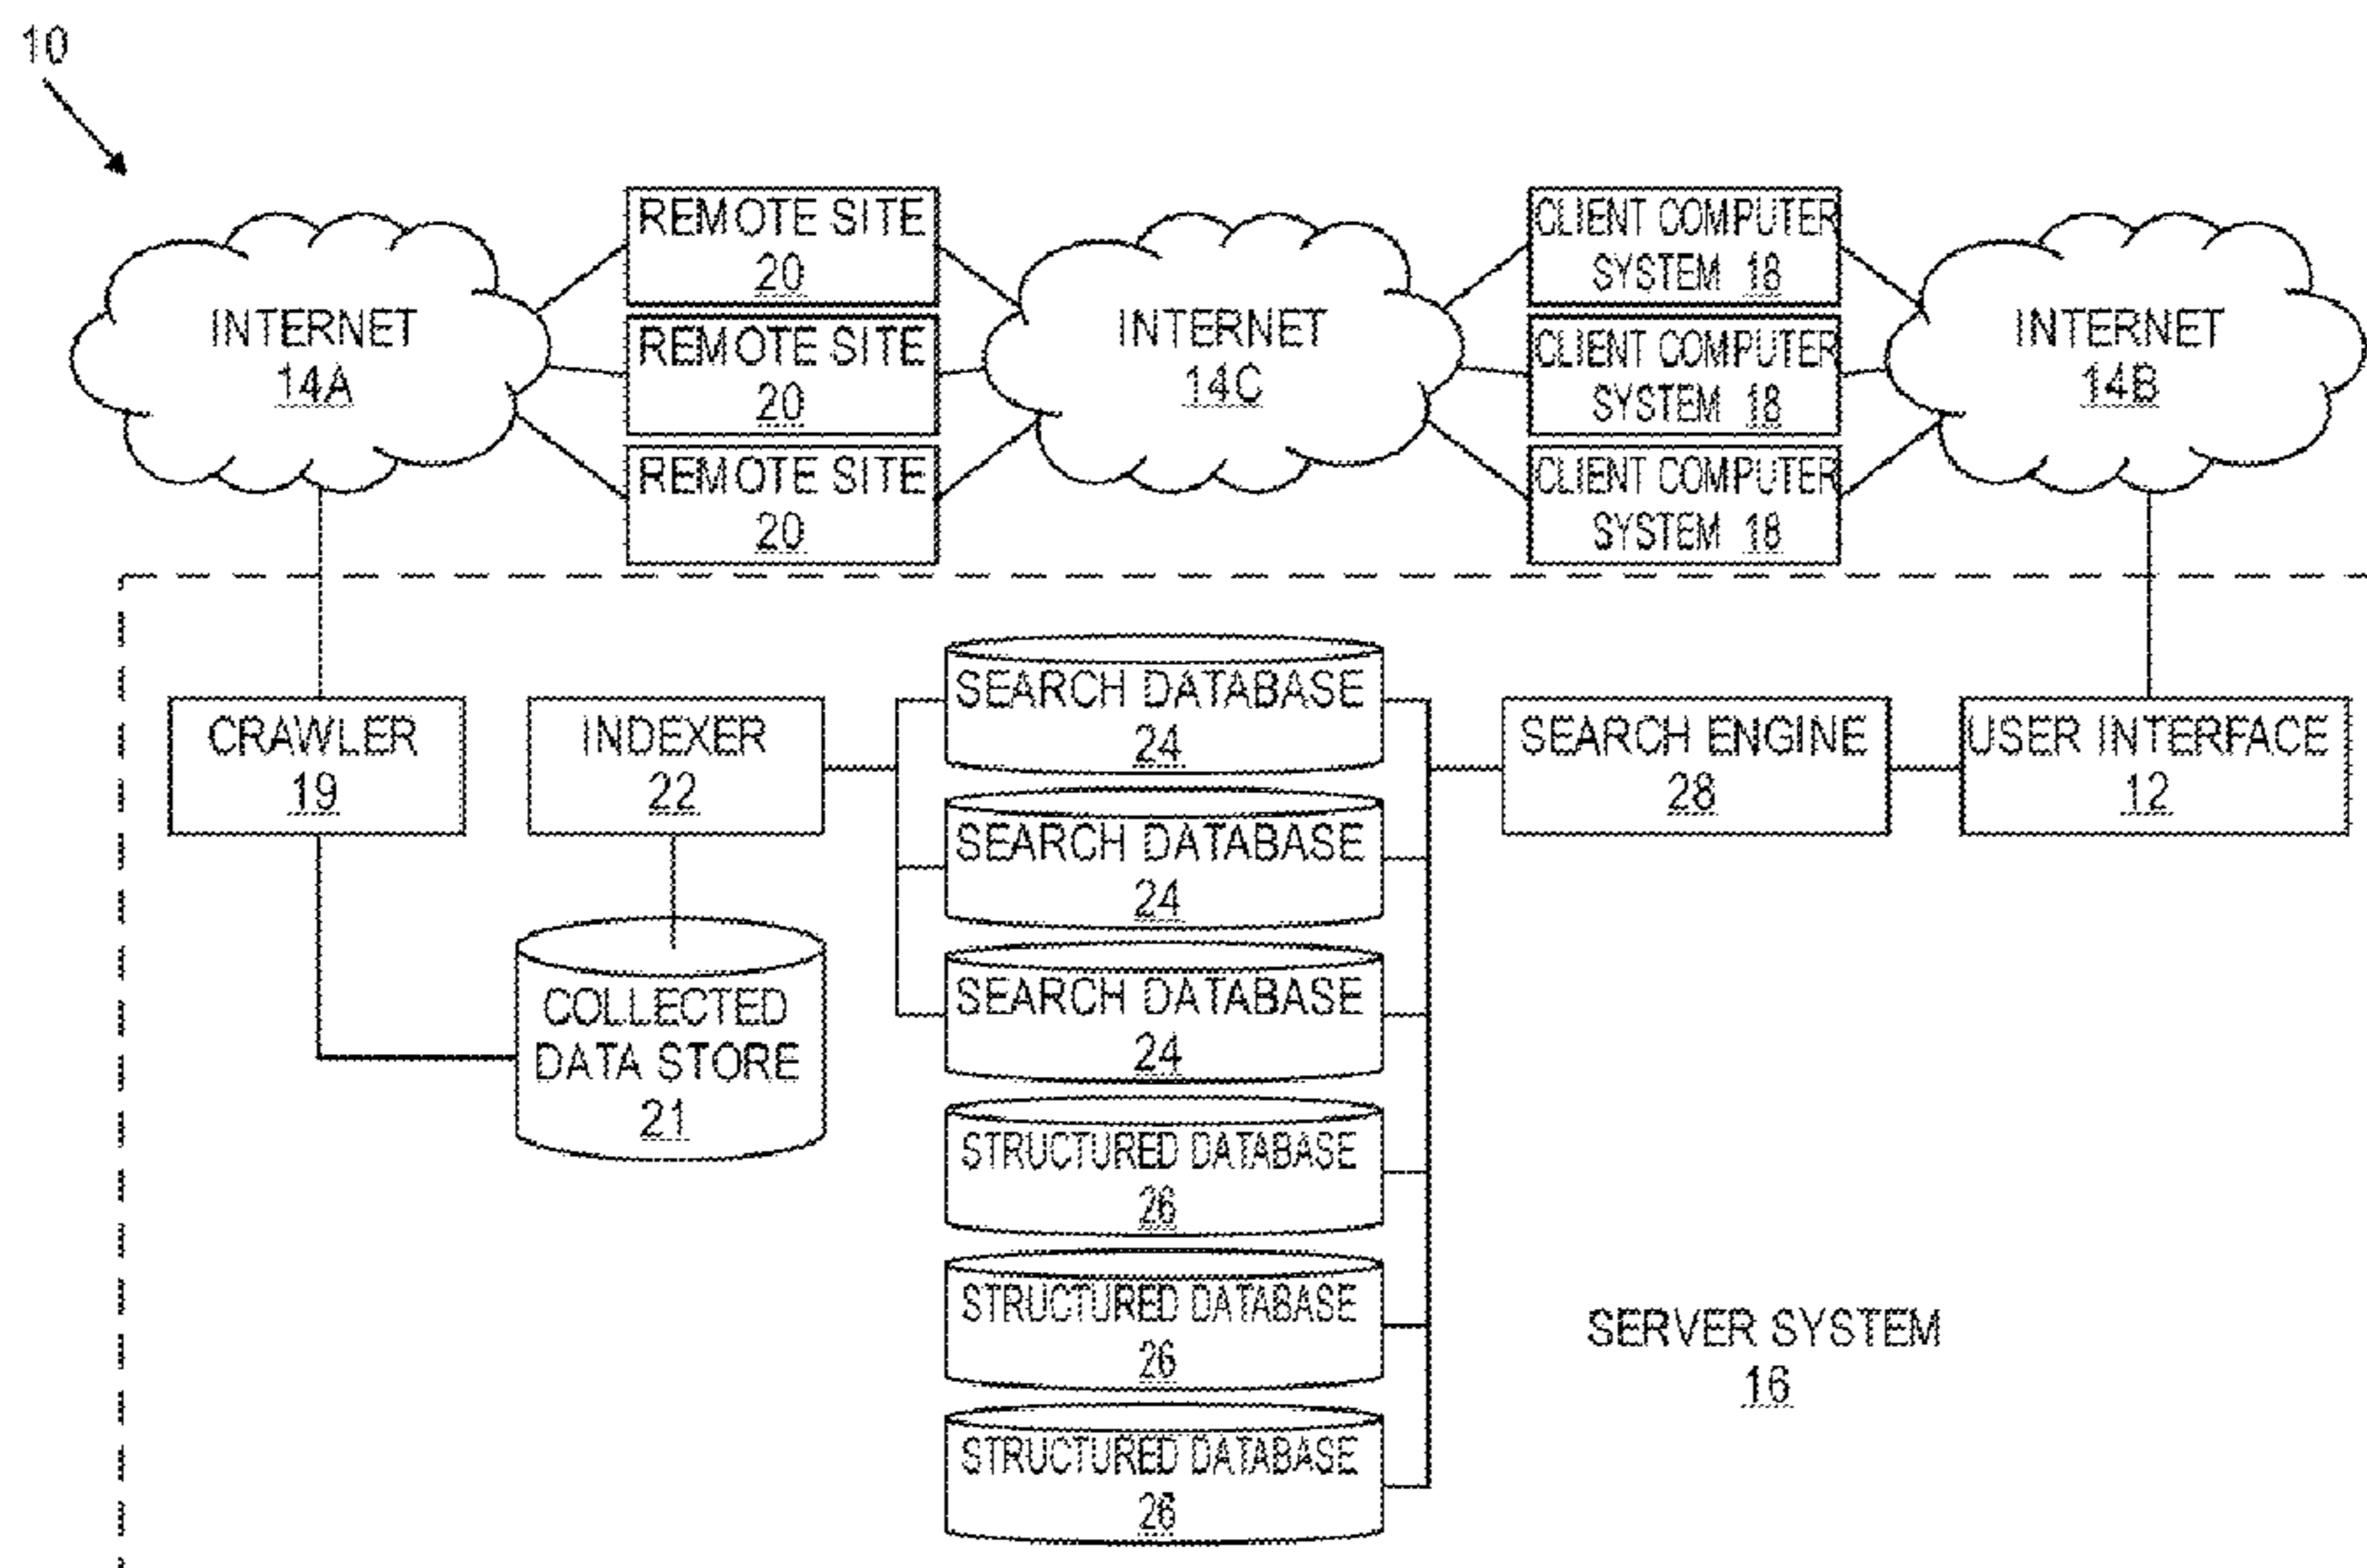 10
INTERNET
14A
REMOTE SITE
20
REMOTE SITE
20
REMOTE SITE
20
INTERNET
14C
CLIENT COMPUTER
SYSTEM 18
CLIENT COMPUTER
SYSTEM 18
CLIENT COMPUTER
SYSTEM 18
INTERNET
14B
CRAWLER
19
INDEXER
22
COLLECTED
DATA STORE
21
SEARCH DATABASE
24
SEARCH DATABASE
24
SEARCH DATABASE
24
STRUCTURED DATABASE
26
STRUCTURED DATABASE
26
STRUCTURED DATABASE
26
SEARCH ENGINE
28
USER INTERFACE
12
SERVER SYSTEM
16